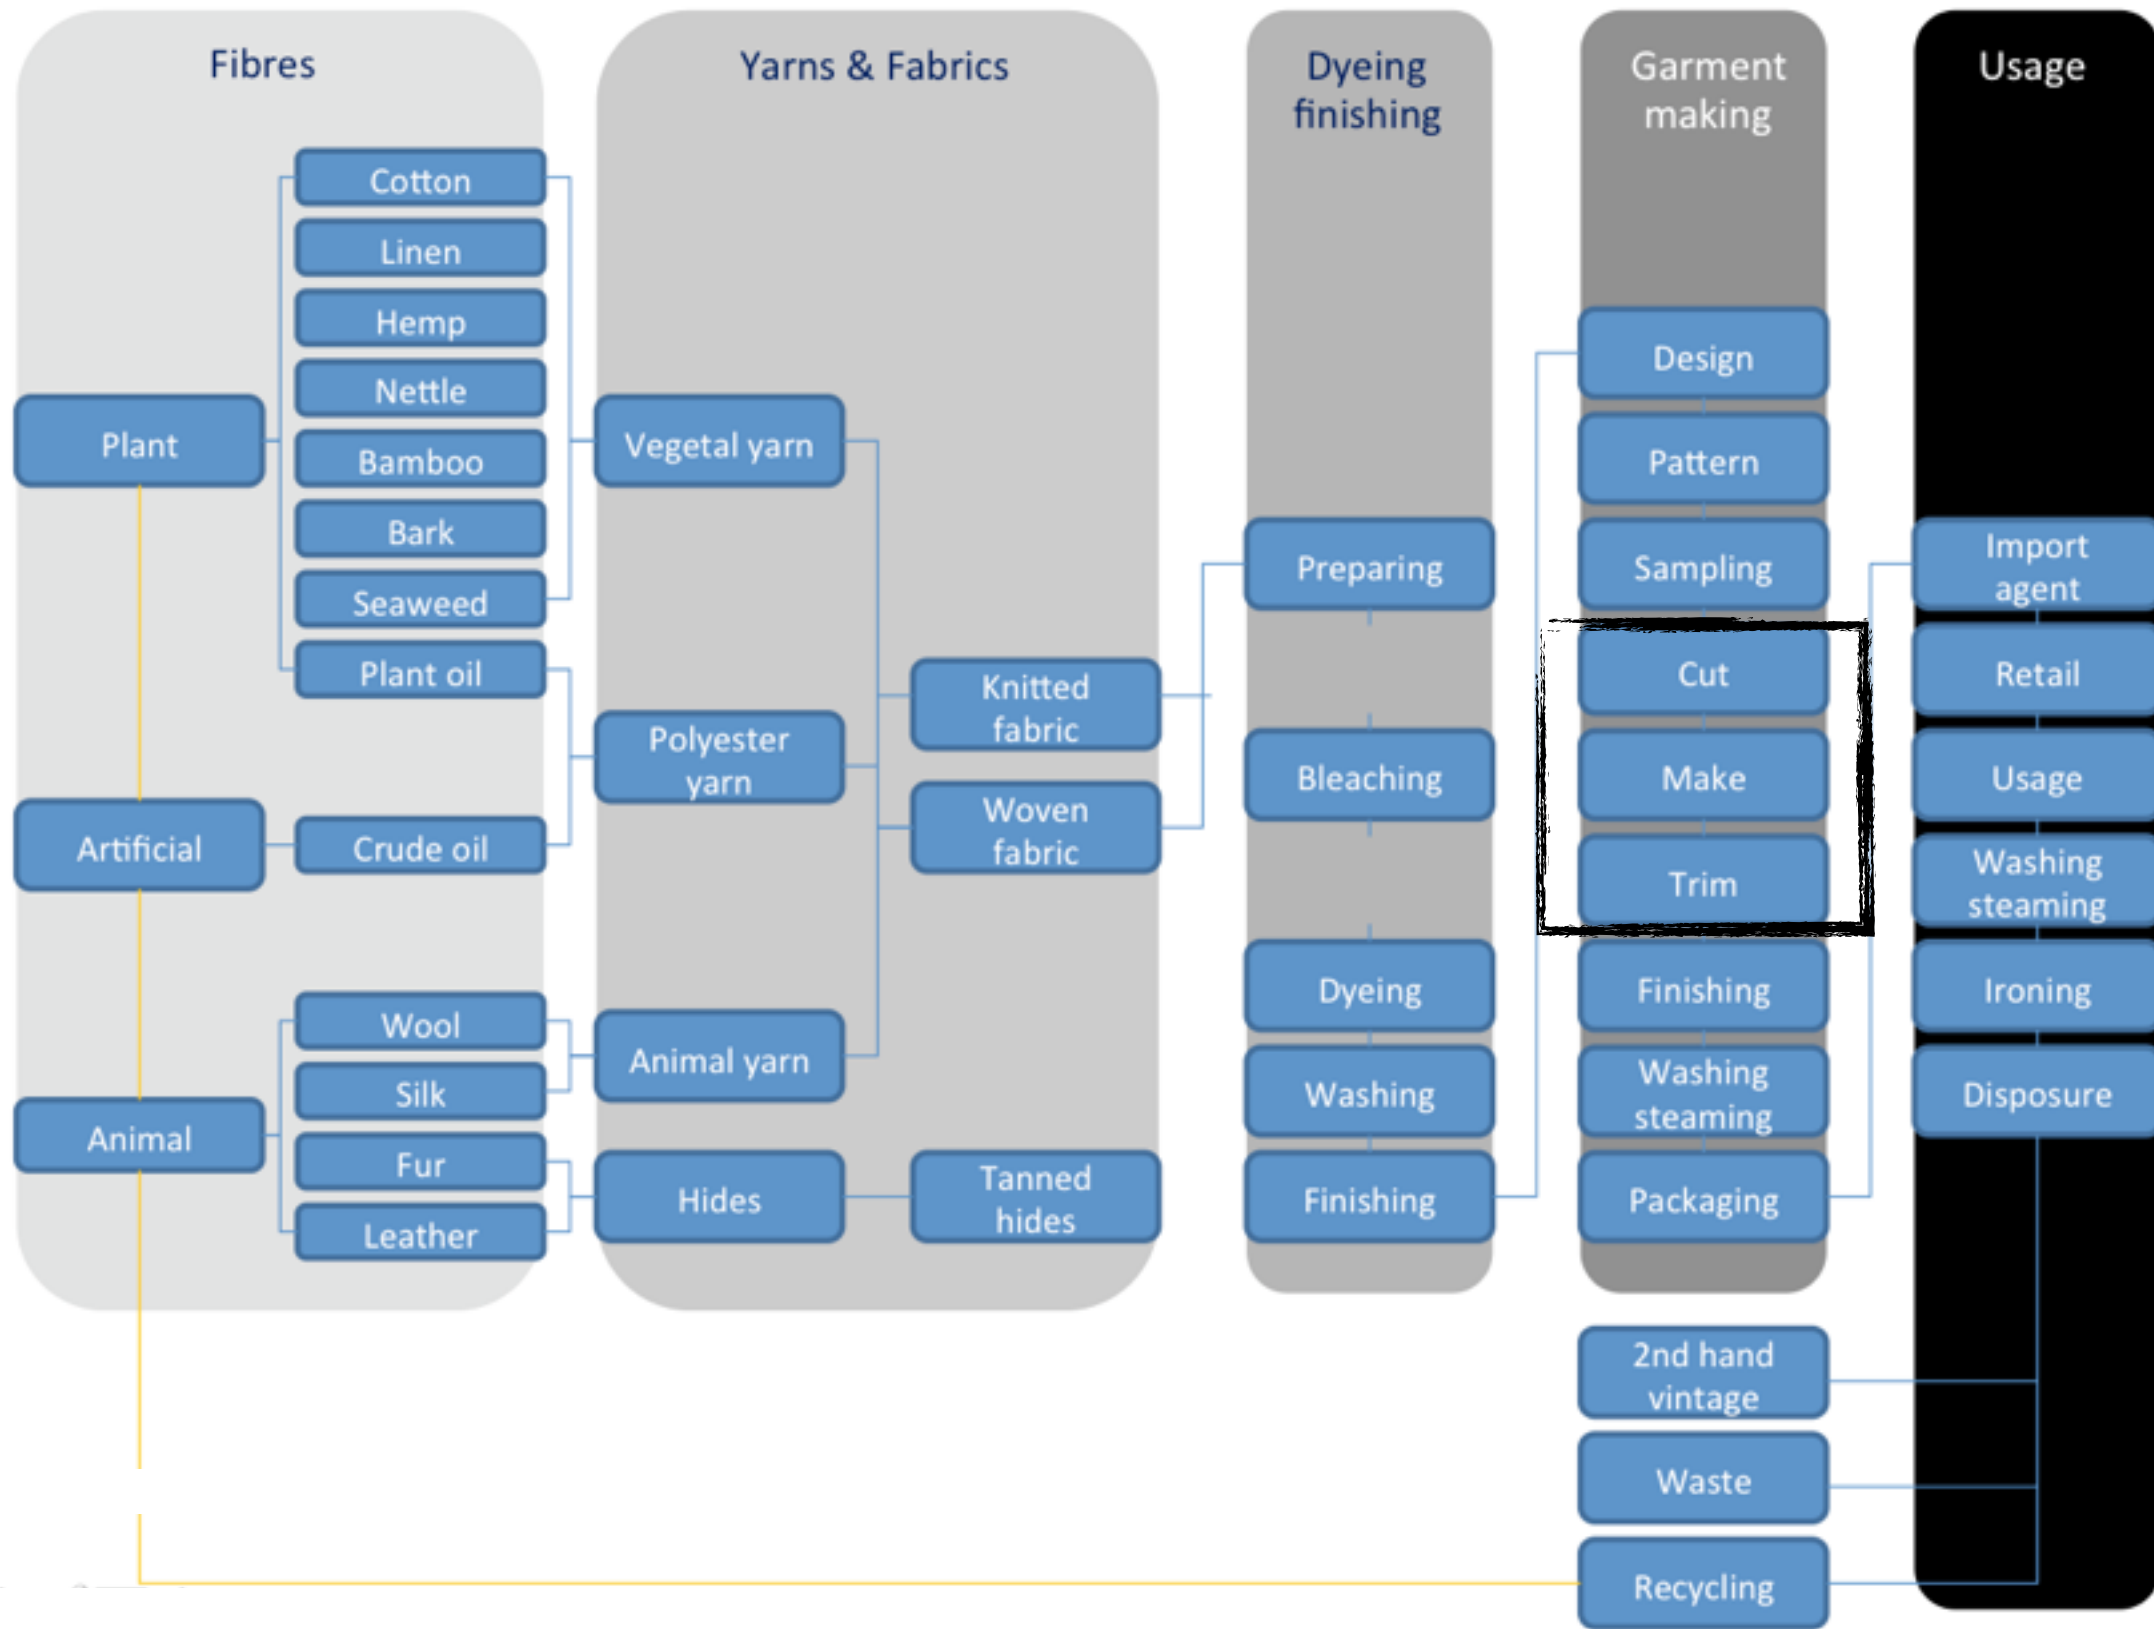 Fibres
Plant
Artificial
Animal
Cotton
Linen
Hemp
Nettle
Bamboo
Bark
Seaweed
Plant oil
Crude oil
Wool
Silk
Fur
Leather
Yarns & Fabrics
Vegetal yarn
Polyester
yarn
Animal yarn
Hides
Knitted
fabric
Woven
fabric
Tanned
hides
Dyeing
finishing
Preparing
Bleaching
Dyeing
Washing
Finishing
Garment
making
Design
Pattern
Sampling
Cut
Make
Trim
Finishing
Washing
steaming
Packaging
2nd hand
vintage
Waste
Recycling
Usage
Import
agent
Retail
Usage
Washing
steaming
Ironing
Disposure